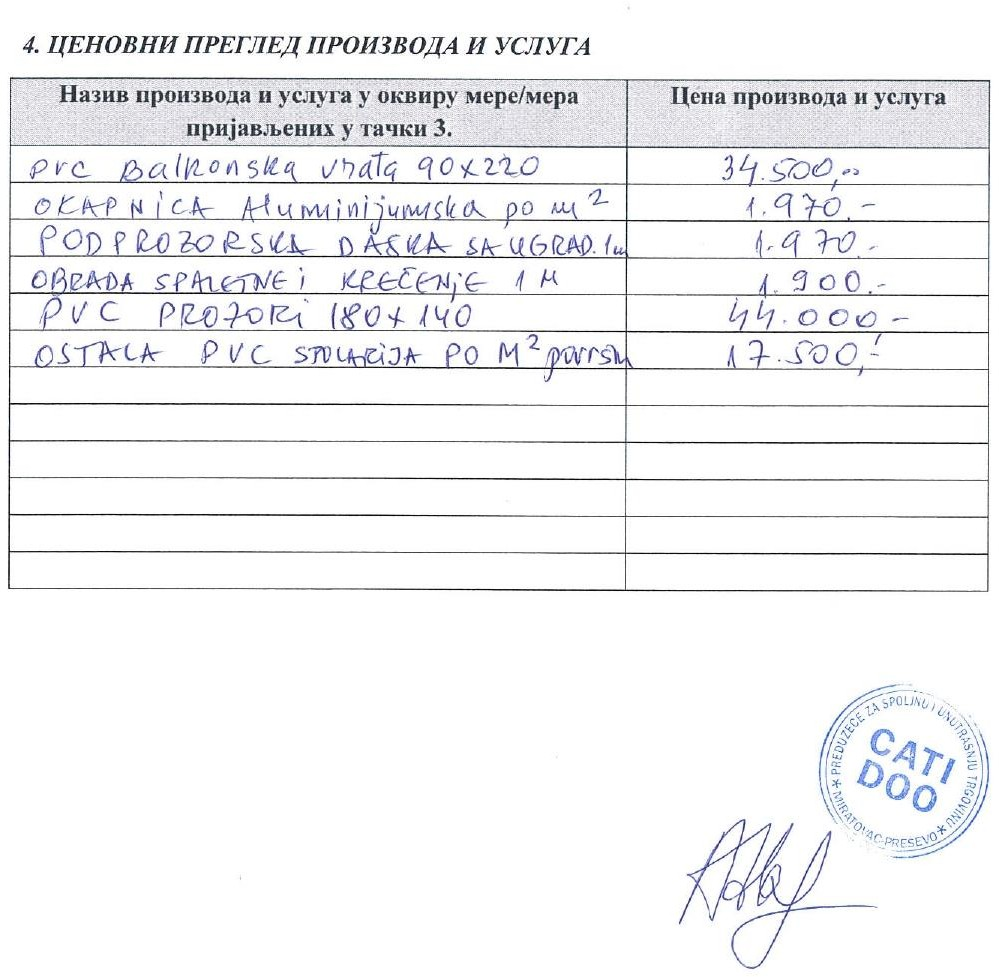 4. ЦЕНОВНИ ПРЕГЛЕД ПРОИЗВОДА И УСЛУГА
Назив производа и услуга у оквиру мере/мера
пријављених у тачки 3.
Цена производа и услуга
PVC Balkonska vrata 90x220 34.500,--
OKAPNICA Aluminijumska po m² 1.970.-
PODPROZORSKA DASKA SA UGRAD. 1m 1.970.-
OBRADA SPALETNE I KREČENJE 1 M 1.900.-
PVC PROZORI 180x140 44.000-
OSTALA PVC STOLARIJA PO M² 17.500,-
PREDUZEĆE ZA SPOLJNU I UNUTRAŠNJU TRGOVINU
CATI
DOO
* MIRATOVAC-PRESEVO *